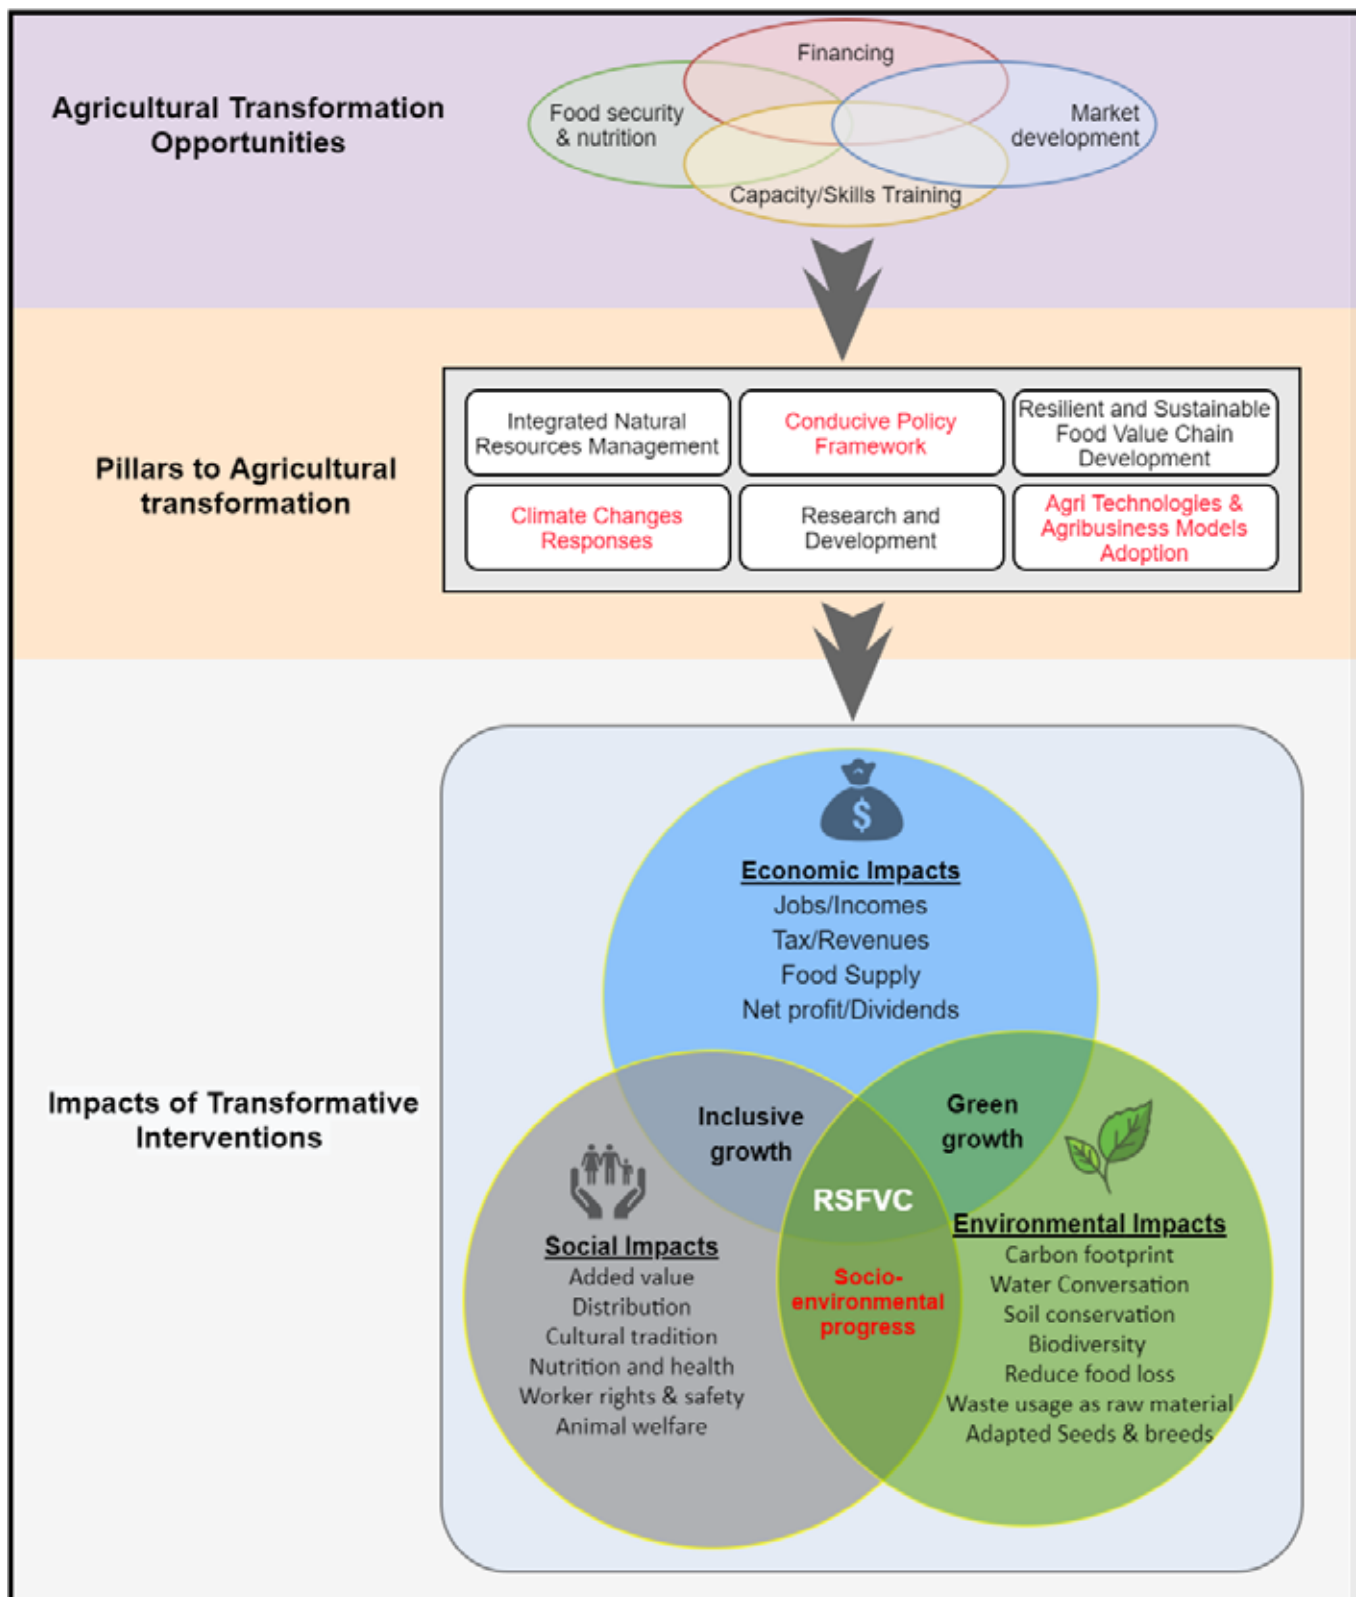 Agricultural Transformation
Opportunities
Financing
Food security
& nutrition
Market
development
Capacity/Skills Training
Pillars to Agricultural
transformation
Integrated Natural
Resources Management
Conducive Policy
Framework
Resilient and Sustainable
Food Value Chain
Development
Climate Changes
Responses
Research and
Development
Agri Technologies &
Agribusiness Models
Adoption
Impacts of Transformative
Interventions
$
Economic Impacts
Jobs/Incomes
Tax/Revenues
Food Supply
Net profit/Dividends
Inclusive
growth
Green
growth
RSFVC
Socio-
environmental
progress
Social Impacts
Added value
Distribution
Cultural tradition
Nutrition and health
Worker rights & safety
Animal welfare
Environmental Impacts
Carbon footprint
Water Conversation
Soil conservation
Biodiversity
Reduce food loss
Waste usage as raw material
Adapted Seeds & breeds